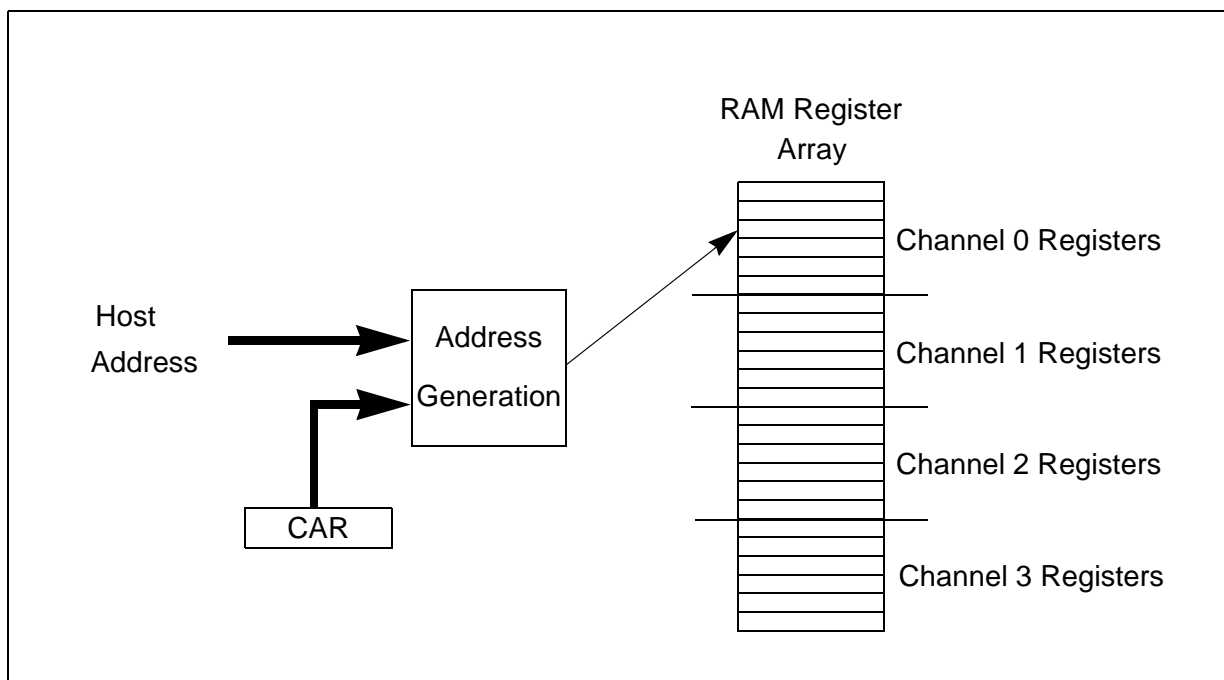 RAM Register
Array
Channel 0 Registers
Host
Address
Address
Generation
Channel 1 Registers
Channel 2 Registers
CAR
Channel 3 Registers